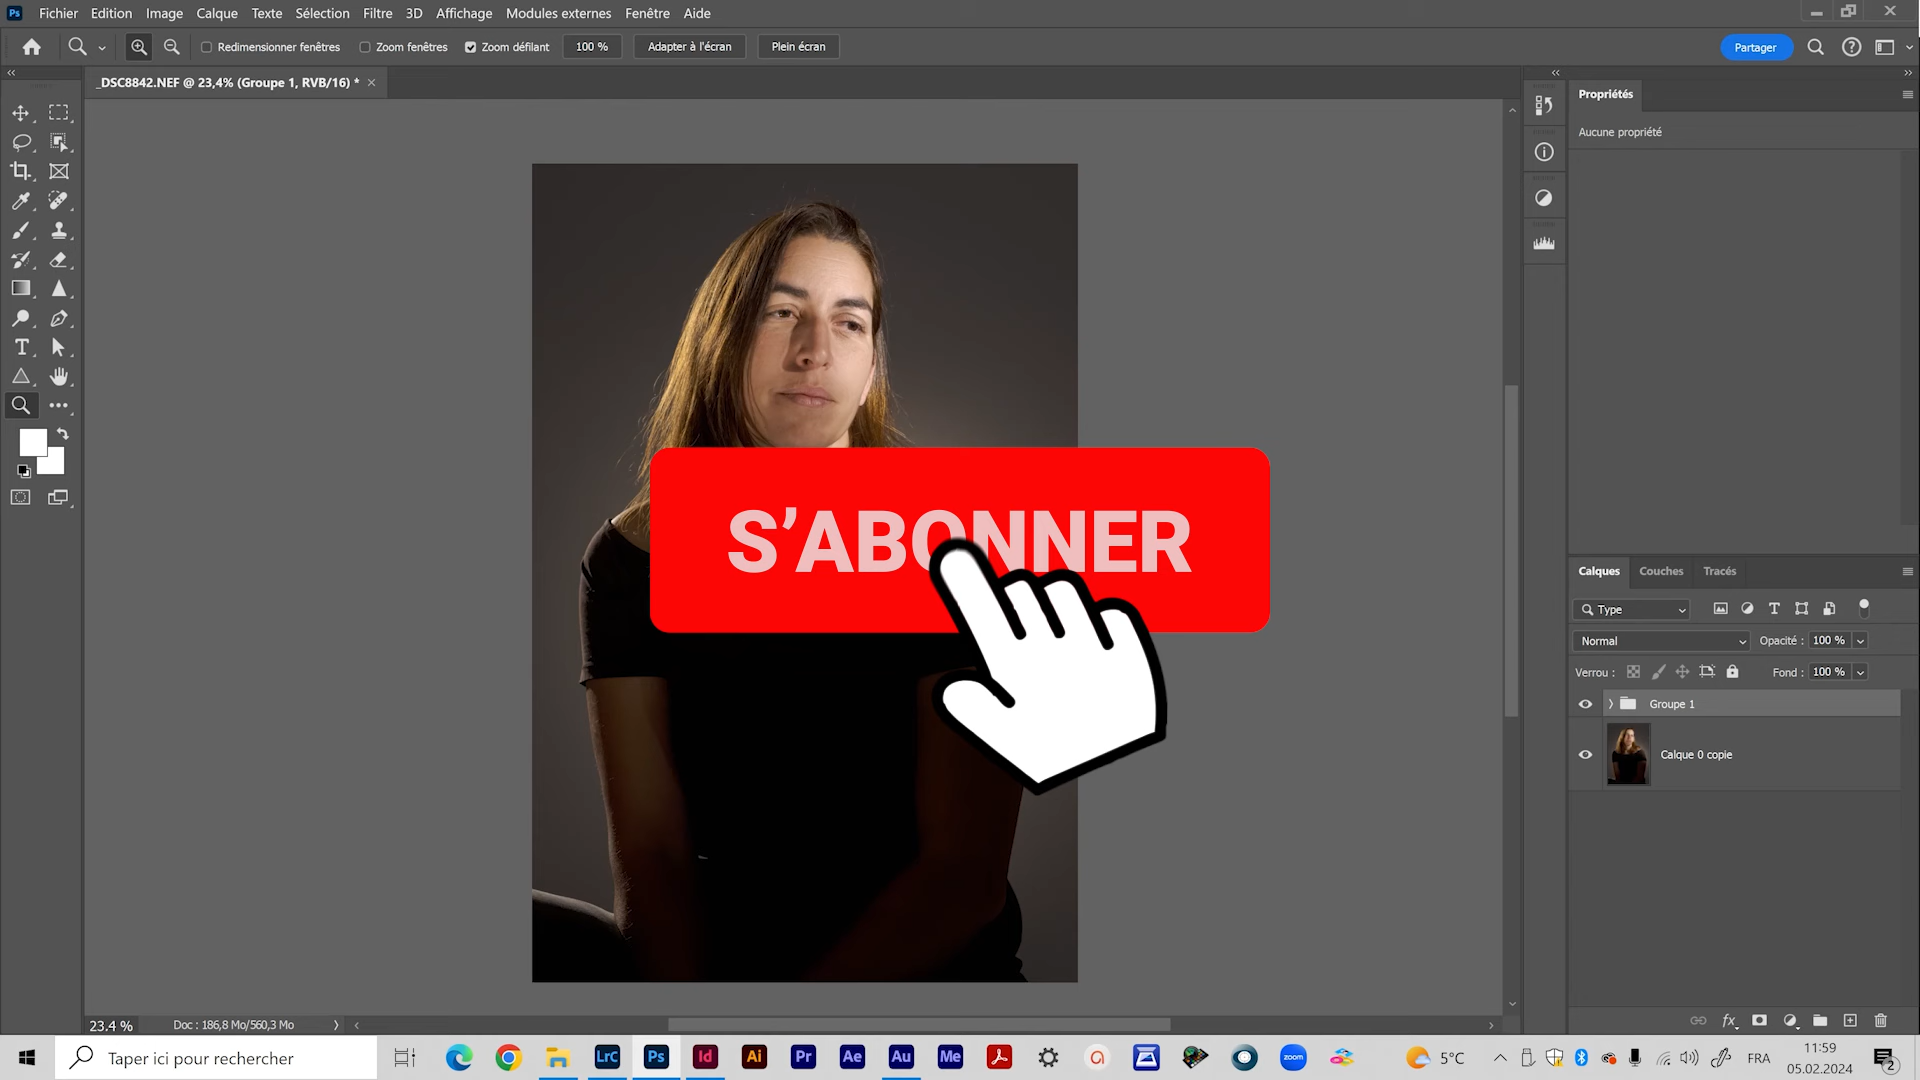 Ps Fichier Edition Image Calque Texte Sélection Filtre 3D Affichage Modules externes Fenêtre Aide
Redimensionner fenêtres Zoom fenêtres Zoom défilant 100 % Adapter à l'écran Plein écran Partager
_DSC8842.NEF @ 23,4% (Groupe 1, RVB/16) *
Propriétés
Aucune propriété
S'ABONNER
Calques Couches Tracés
Type
Normal Opacité : 100 %
Verrou : Fond : 100 %
Groupe 1
Calque 0 copie
23.4 % Doc : 186,8 Mo/560,3 Mo
Taper ici pour rechercher LrC Ps Id Ai Pr Ae Au Me zoom 5°C FRA 11:59
05.02.2024 2